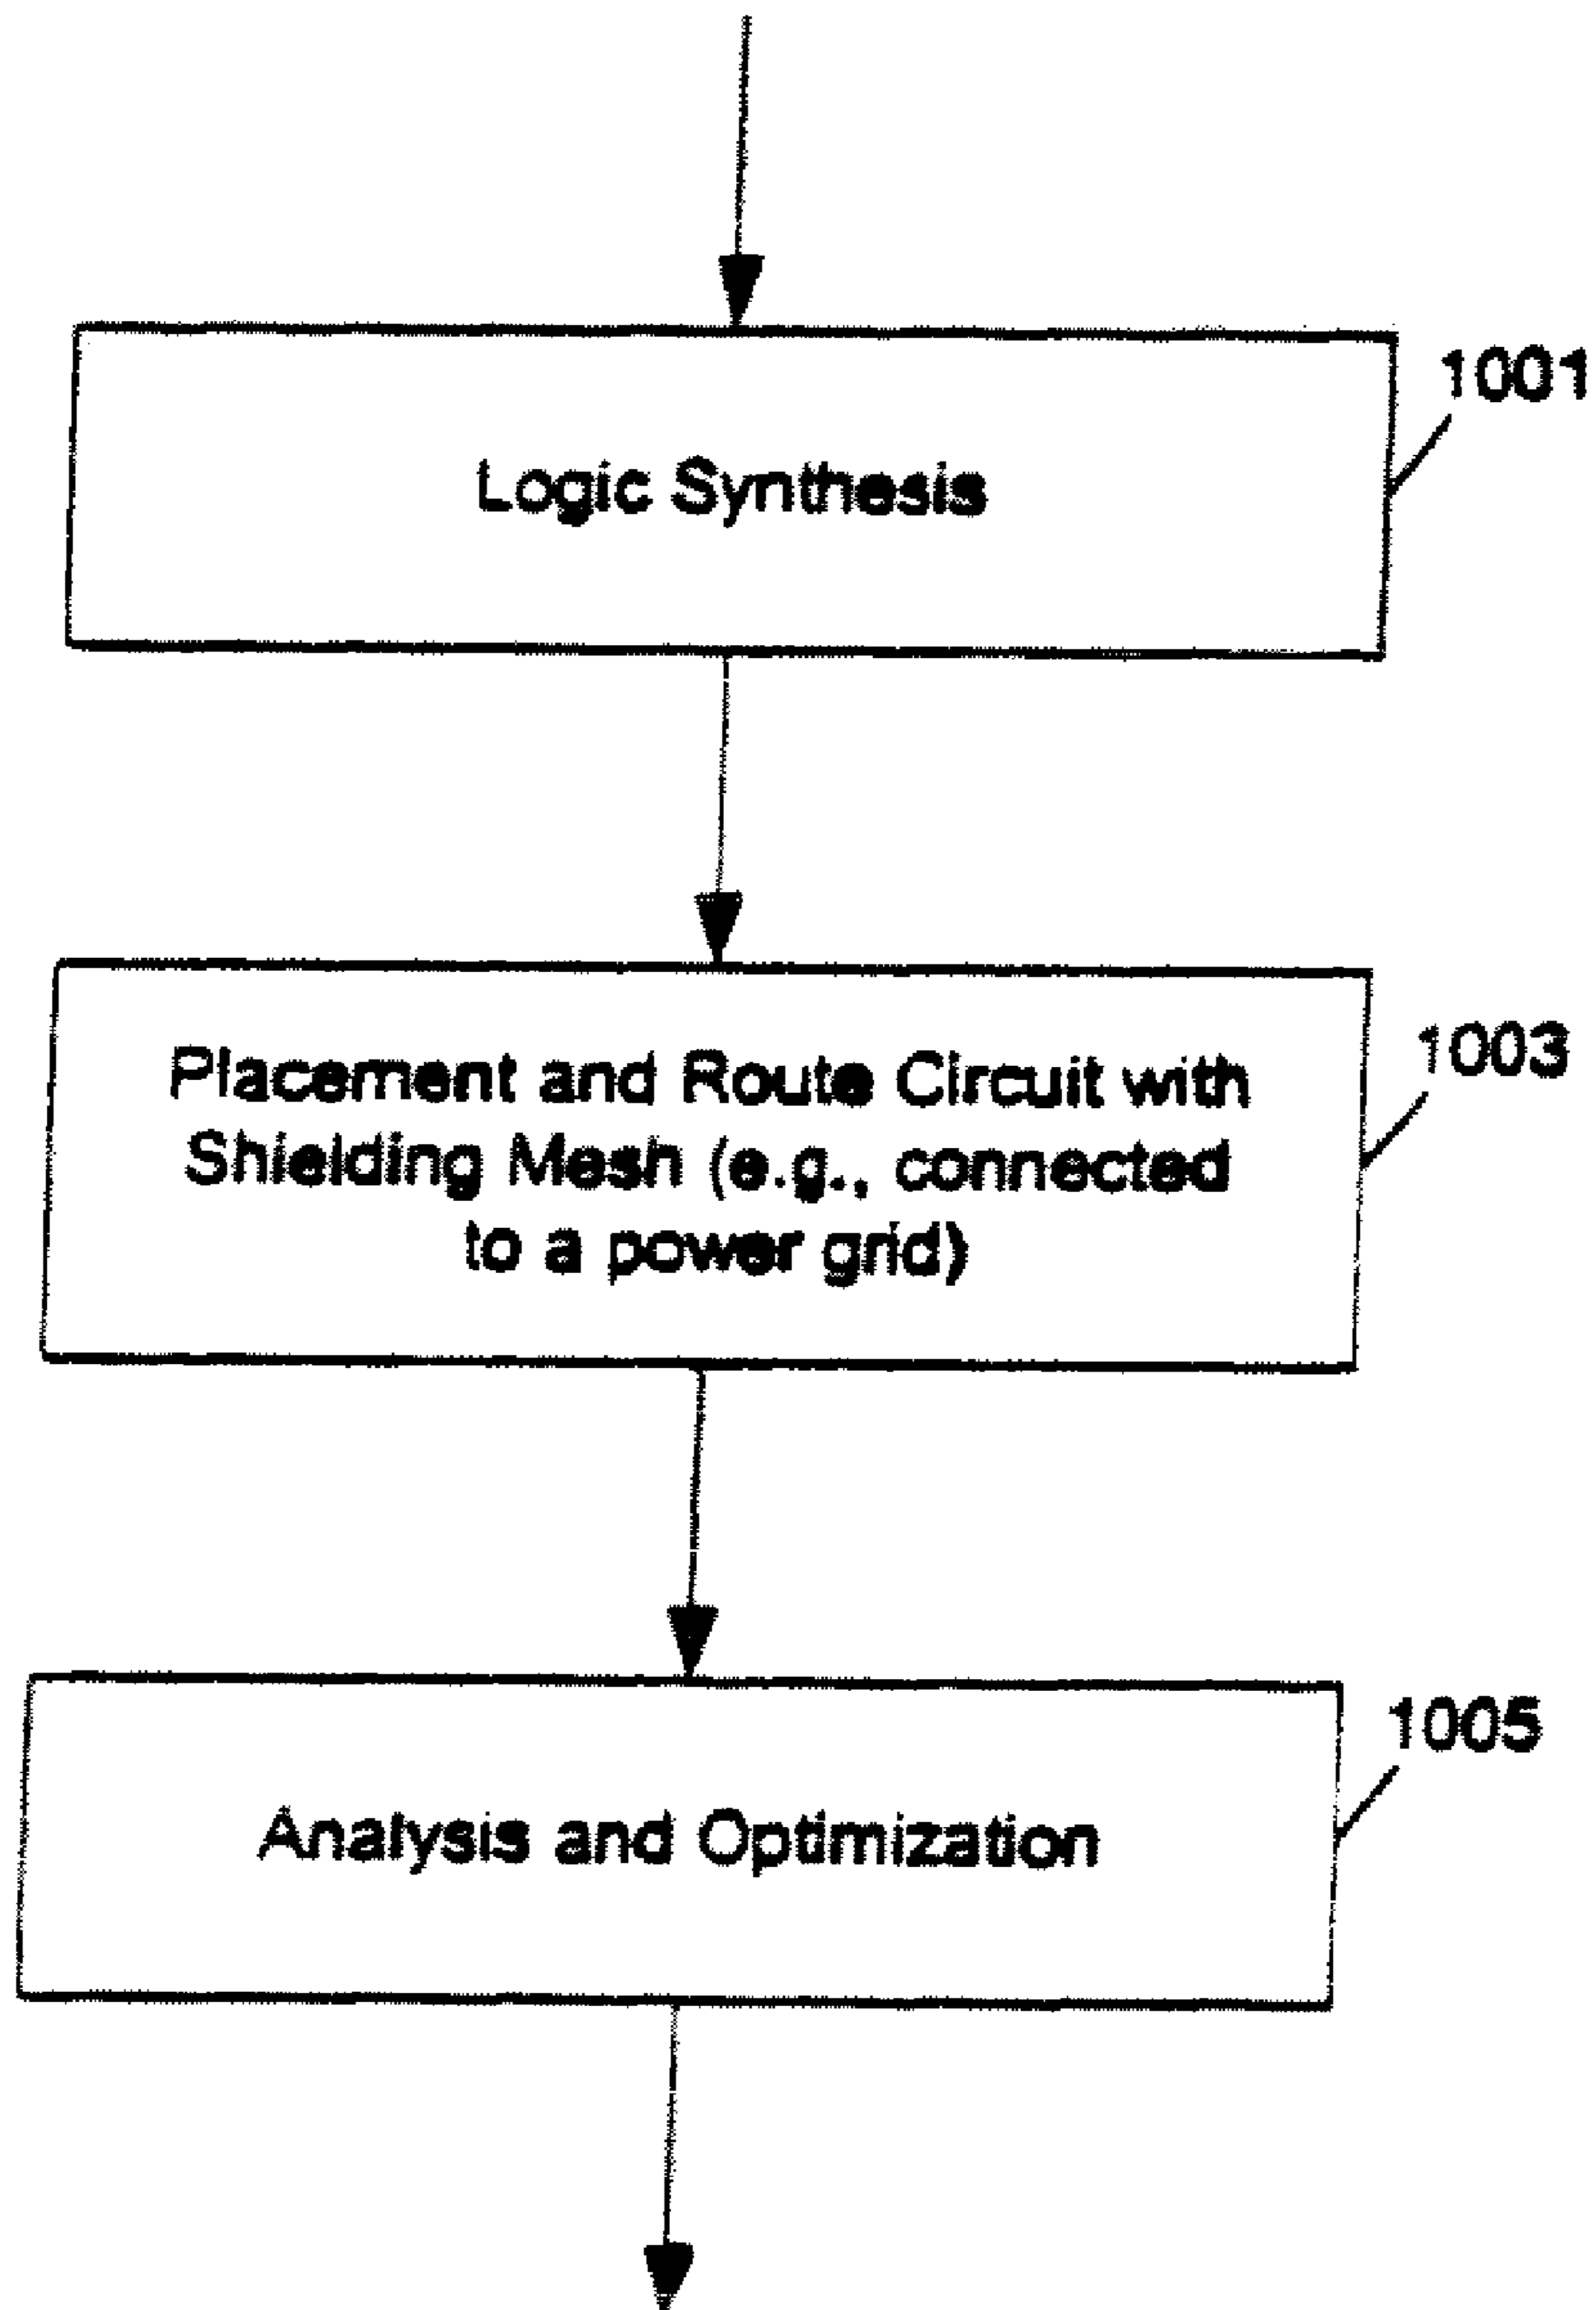 1001
Logic Synthesis
1003
Placement and Route Circuit with
Shielding Mesh (e.g., connected
to a power grid)
1005
Analysis and Optimization